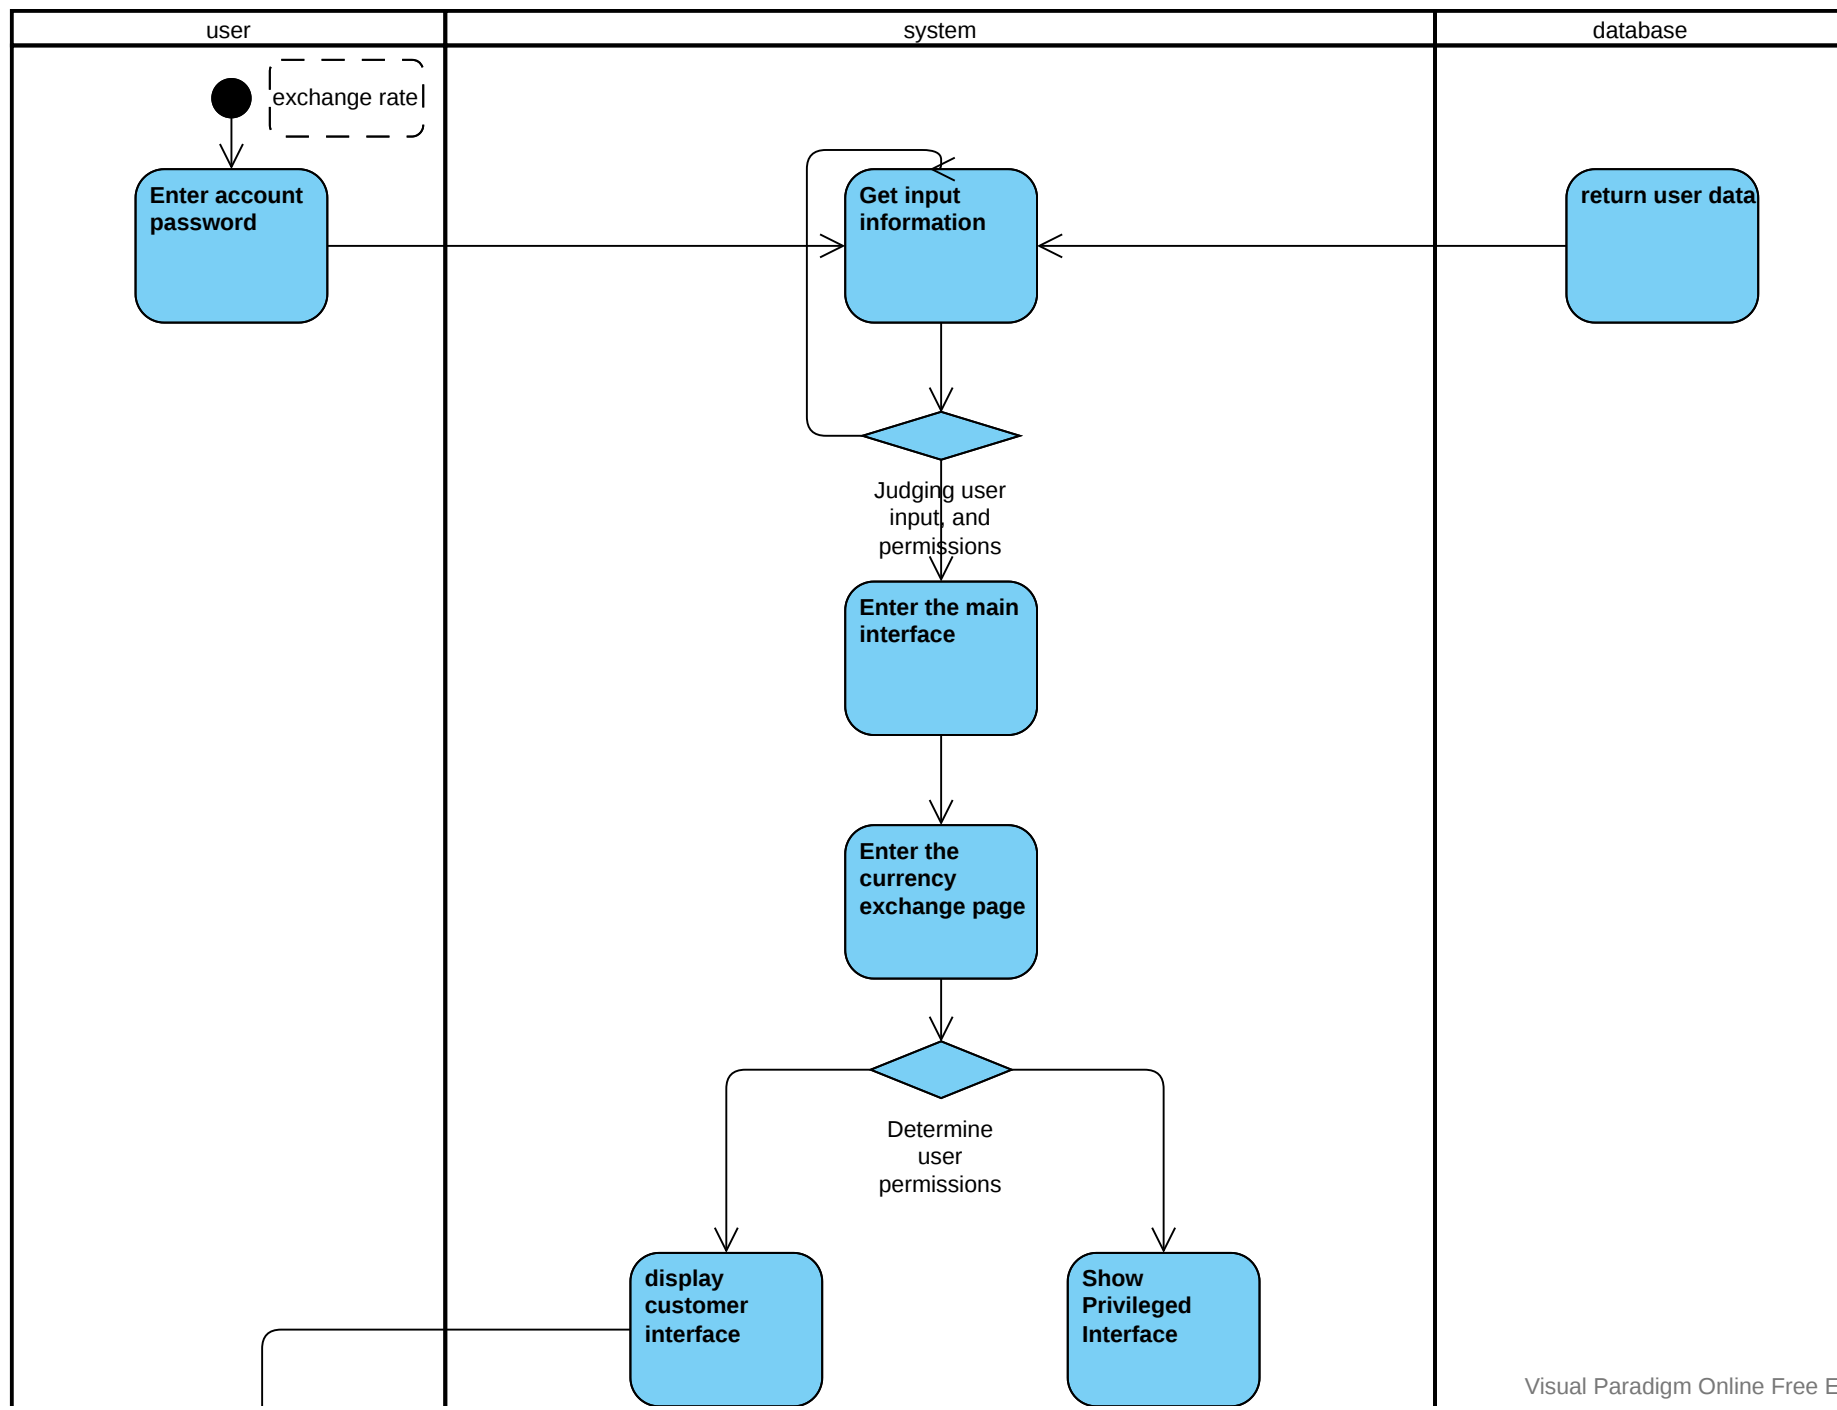 user
system
database
exchange rate
Enter account
password
Get input
information
return user data
Judging user
input, and
permissions
Enter the main
interface
Enter the
currency
exchange page
Determine
user
permissions
display
customer
interface
Show
Privileged
Interface
Visual Paradigm Online Free E